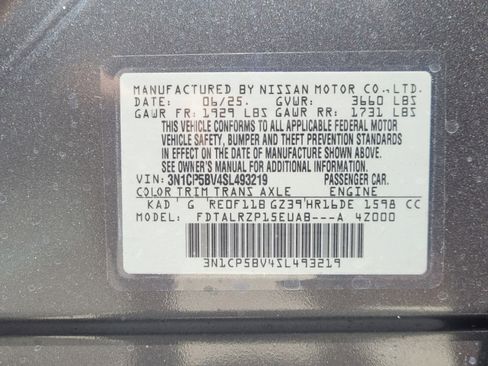 MANUFACTURED BY NISSAN MOTOR CO.,LTD.
DATE: 06/25. GVWR: 3660 LBS
GAWR FR: 1929 LBS GAWR RR: 1731 LBS
THIS VEHICLE CONFORMS TO ALL APPLICABLE FEDERAL MOTOR
VEHICLE SAFETY, BUMPER AND THEFT PREVENTION STANDARDS
IN EFFECT ON THE DATE OF MANUFACTURE SHOWN ABOVE.
SEE OWNER'S MANUAL FOR ADDITIONAL INFORMATION.
VIN: 3N1CP5BV4SL493219 PASSENGER CAR.
COLOR TRIM TRANS AXLE ENGINE
KAD' G 'RE0F11B GZ39'HR16DE 1598 CC
MODEL: FDTALRZP15EUAB---A 4Z000
3N1CP5BV4SL493219